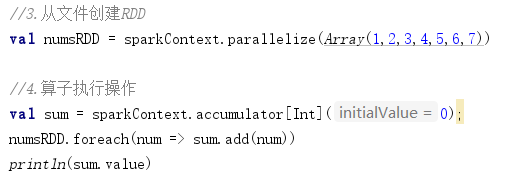 //3.从文件创建RDD
val numsRDD = sparkContext.parallelize(Array(1,2,3,4,5,6,7))
//4.算子执行操作
val sum = sparkContext.accumulator[Int]( initialValue = 0);
numsRDD.foreach(num => sum.add(num))
println(sum.value)